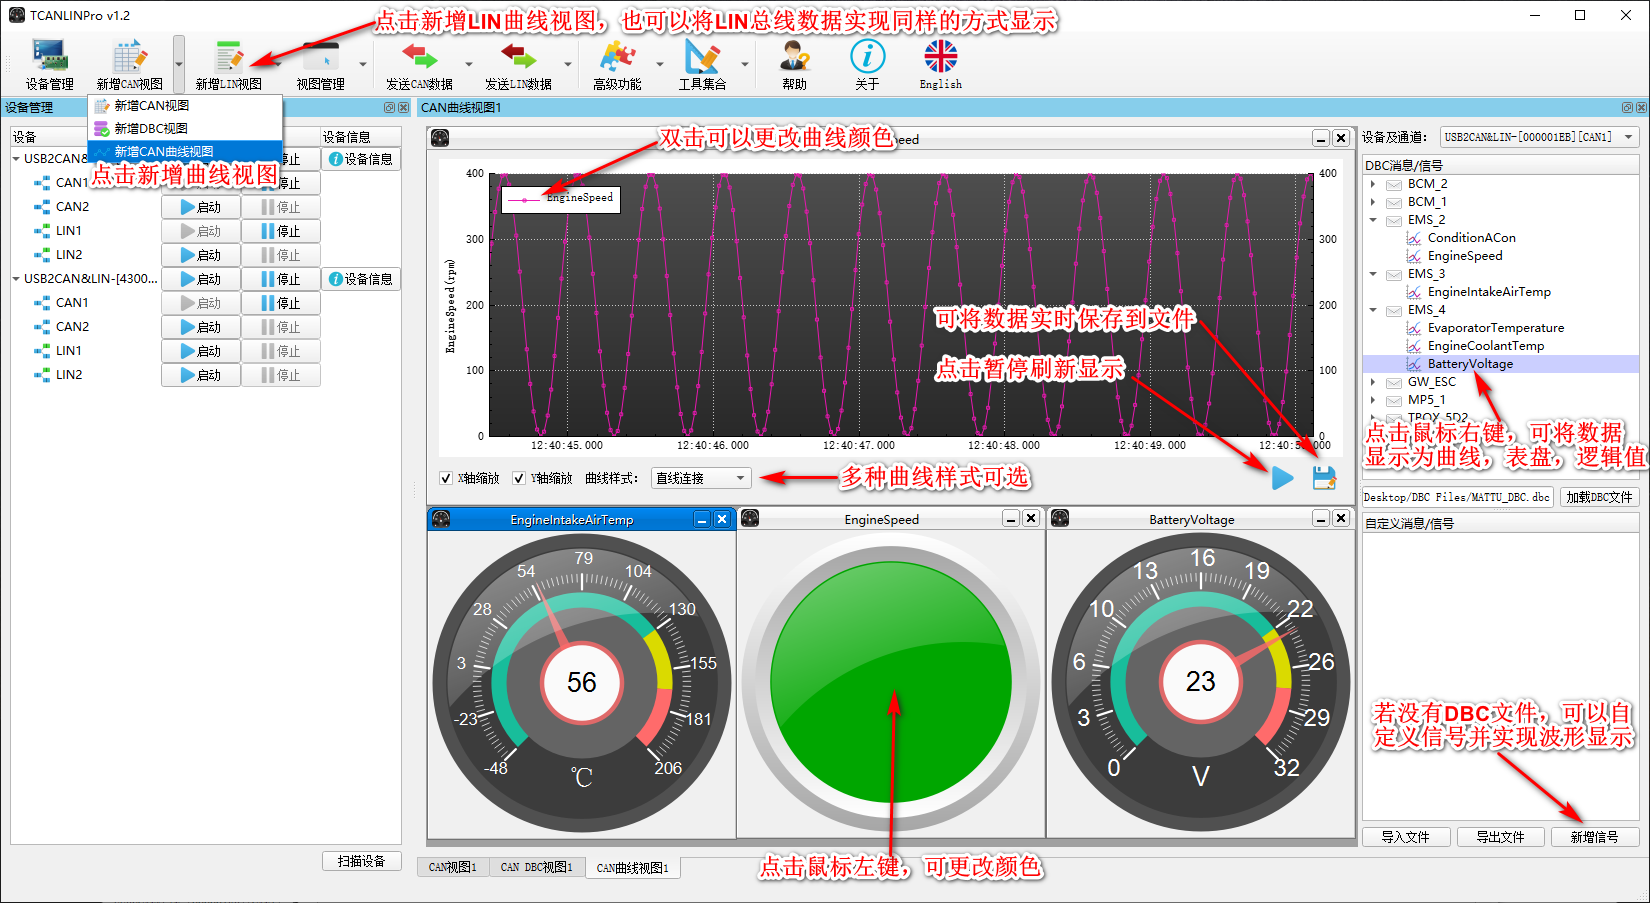 TCANLINPro v1.2
点击新增LIN曲线视图，也可以将LIN总线数据实现同样的方式显示
设备管理
新增CAN视图
新增LIN视图
视图管理
发送CAN数据
发送LIN数据
高级功能
工具集合
帮助
关于
English
设备管理
新增CAN视图
新增DBC视图
新增CAN曲线视图
点击新增曲线视图
设备
设备信息
停止
设备信息
CAN1
停止
CAN2
启动
停止
LIN1
启动
停止
LIN2
启动
停止
USB2CAN&LIN-[4300...
启动
停止
设备信息
CAN1
启动
停止
CAN2
启动
停止
LIN1
启动
停止
LIN2
启动
停止
扫描设备
CAN曲线视图1
双击可以更改曲线颜色
EngineSpeed
EngineSpeed(rpm)
400
300
200
100
0
400
300
200
100
0
12:40:45.000
12:40:46.000
12:40:47.000
12:40:48.000
12:40:49.000
可将数据实时保存到文件
点击暂停刷新显示
X轴缩放
Y轴缩放
曲线样式：
直线连接
多种曲线样式可选
EngineIntakeAirTemp
-48
-23
3
28
54
79
104
130
155
181
206
56
℃
EngineSpeed
点击鼠标左键，可更改颜色
BatteryVoltage
0
3
6
10
13
16
19
22
26
29
32
23
V
CAN视图1
CAN DBC视图1
CAN曲线视图1
设备及通道：
USB2CAN&LIN-[000001EB][CAN1]
DBC消息/信号
BCM_2
BCM_1
EMS_2
ConditionACon
EngineSpeed
EMS_3
EngineIntakeAirTemp
EMS_4
EvaporatorTemperature
EngineCoolantTemp
BatteryVoltage
GW_ESC
MP5_1
TBOX_5D2
点击鼠标右键，可将数据
显示为曲线，表盘，逻辑值
Desktop/DBC Files/MATTU_DBC.dbc
加载DBC文件
自定义消息/信号
若没有DBC文件，可以自
定义信号并实现波形显示
导入文件
导出文件
新增信号